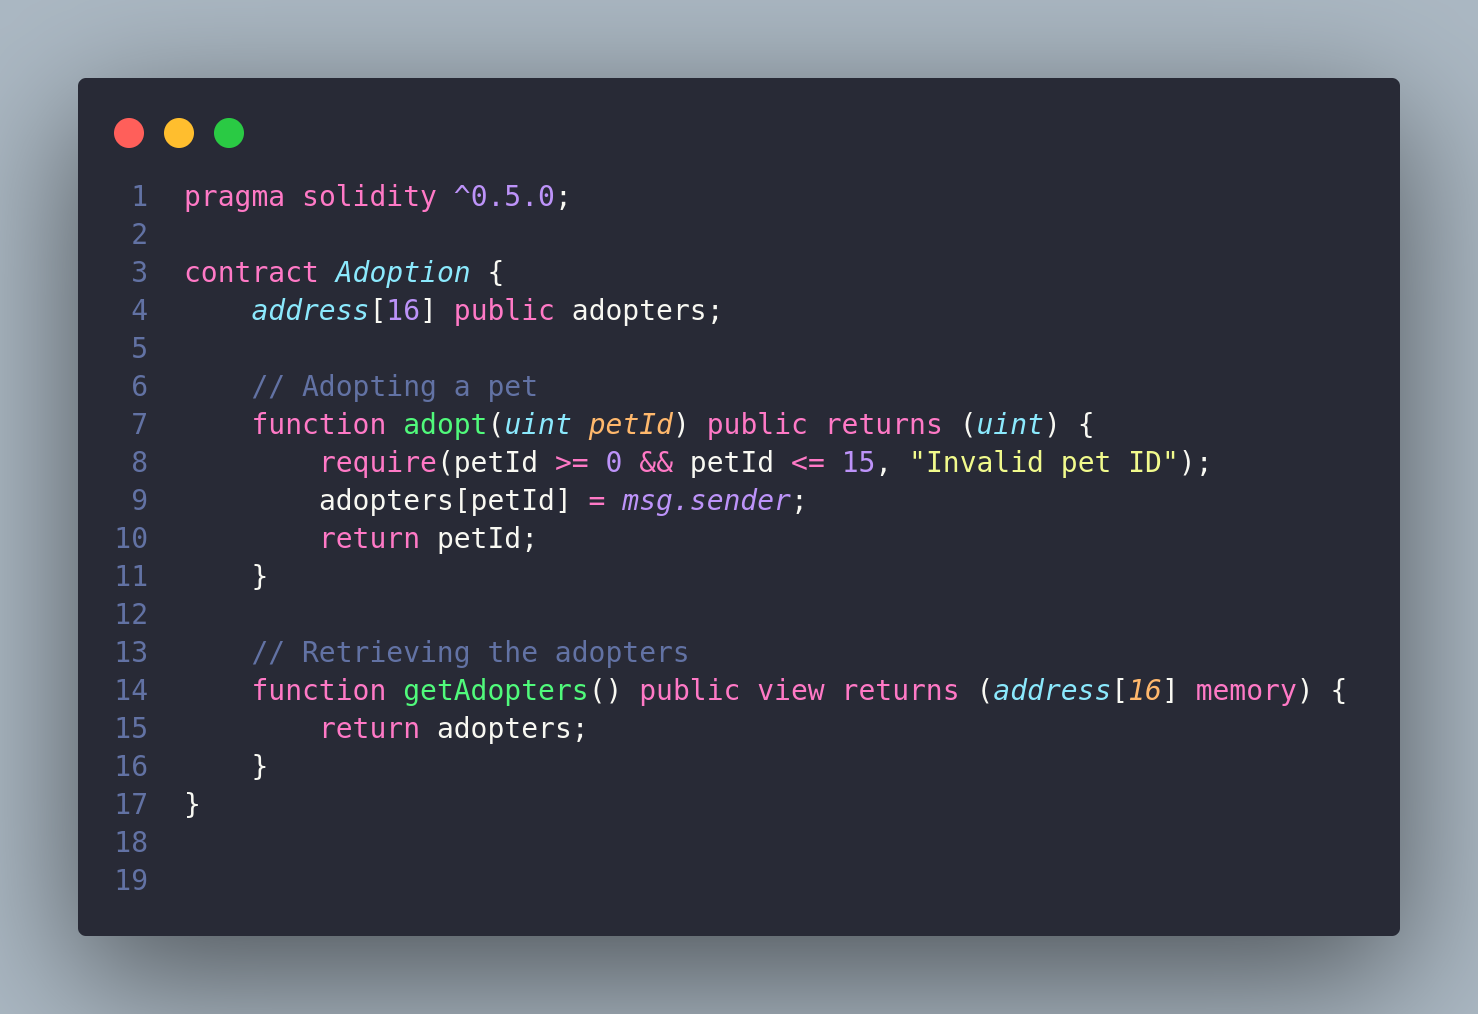 1 pragma solidity ^0.5.0;
2
3 contract Adoption {
4     address[16] public adopters;
5
6     // Adopting a pet
7     function adopt(uint petId) public returns (uint) {
8         require(petId >= 0 && petId <= 15, "Invalid pet ID");
9         adopters[petId] = msg.sender;
10         return petId;
11     }
12
13     // Retrieving the adopters
14     function getAdopters() public view returns (address[16] memory) {
15         return adopters;
16     }
17 }
18
19